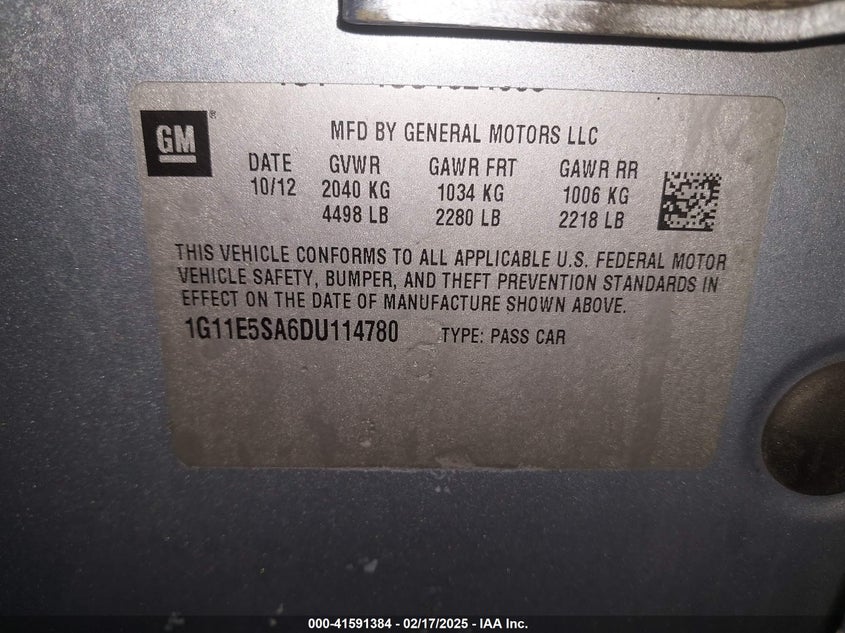 GM
MFD BY GENERAL MOTORS LLC
DATE GVWR GAWR FRT GAWR RR
10/12 2040 KG 1034 KG 1006 KG
4498 LB 2280 LB 2218 LB
THIS VEHICLE CONFORMS TO ALL APPLICABLE U.S. FEDERAL MOTOR
VEHICLE SAFETY, BUMPER, AND THEFT PREVENTION STANDARDS IN
EFFECT ON THE DATE OF MANUFACTURE SHOWN ABOVE.
1G11E5SA6DU114780 TYPE: PASS CAR
000-41591384 - 02/17/2025 - IAA Inc.